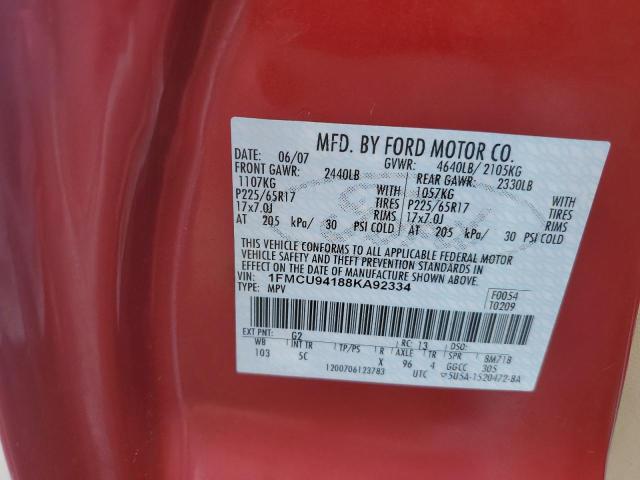 MFD. BY FORD MOTOR CO.
DATE: 06/07 GVWR: 4640LB/ 2105KG
FRONT GAWR: 2440LB REAR GAWR: 2330LB
1107KG WITH 1057KG WITH
P225/65R17 TIRES P225/65R17 TIRES
17x7.0J RIMS 17x7.0J RIMS
AT 205 kPa/ 30 PSI COLD AT 205 kPa/ 30 PSI COLD
THIS VEHICLE CONFORMS TO ALL APPLICABLE FEDERAL MOTOR
VEHICLE SAFETY AND THEFT PREVENTION STANDARDS IN
EFFECT ON THE DATE OF MANUFACTURE SHOWN ABOVE.
VIN: 1FMCU94188KA92334
TYPE: MPV
F0054
T0209
EXT PNT: G2 RC: 13 DSO:
WB INT TR TP/PS R AXLE TR SPR 8M71B
103 5C X 96 4 GGCC 305
1200706123783 UTC 5U5A-1520472-BA